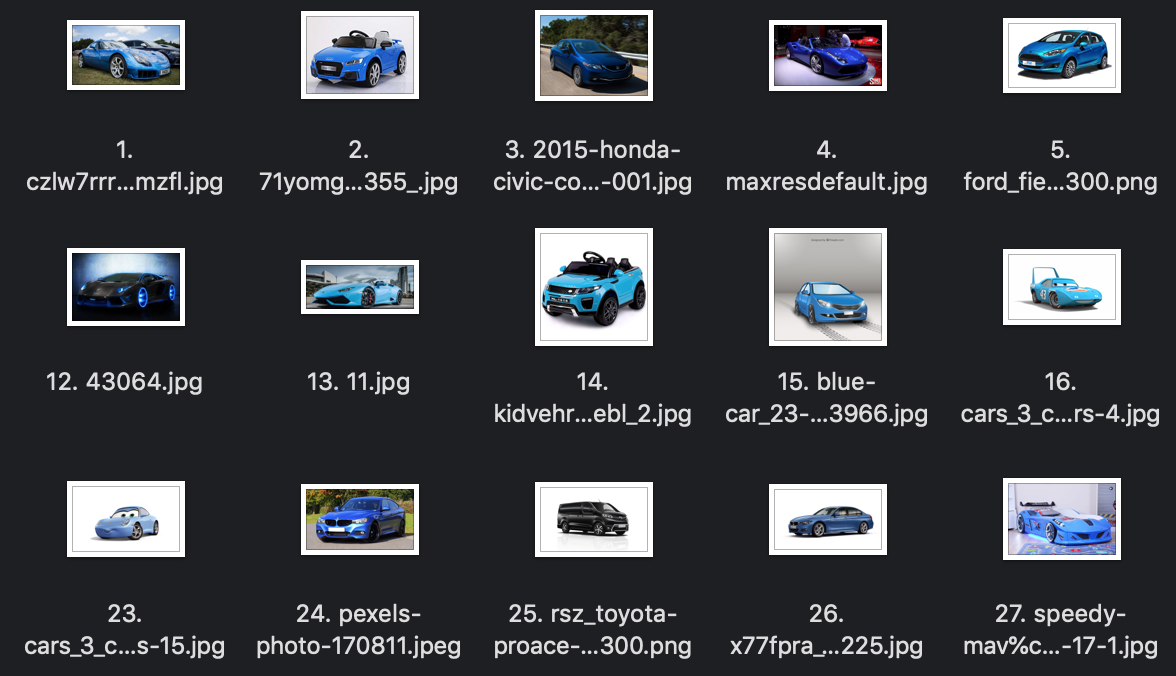 1.
czlw7rrr...mzfl.jpg
2.
71yomg...355_.jpg
3. 2015-honda-
civic-co...-001.jpg
4.
maxresdefault.jpg
5.
ford_fie...300.png
12. 43064.jpg
13. 11.jpg
14.
kidvehr...ebl_2.jpg
15. blue-
car_23-...3966.jpg
16.
cars_3_c...rs-4.jpg
23.
cars_3_c...s-15.jpg
24. pexels-
photo-170811.jpeg
25. rsz_toyota-
proace-...300.png
26.
x77fpra_...225.jpg
27. speedy-
mav%c...-17-1.jpg